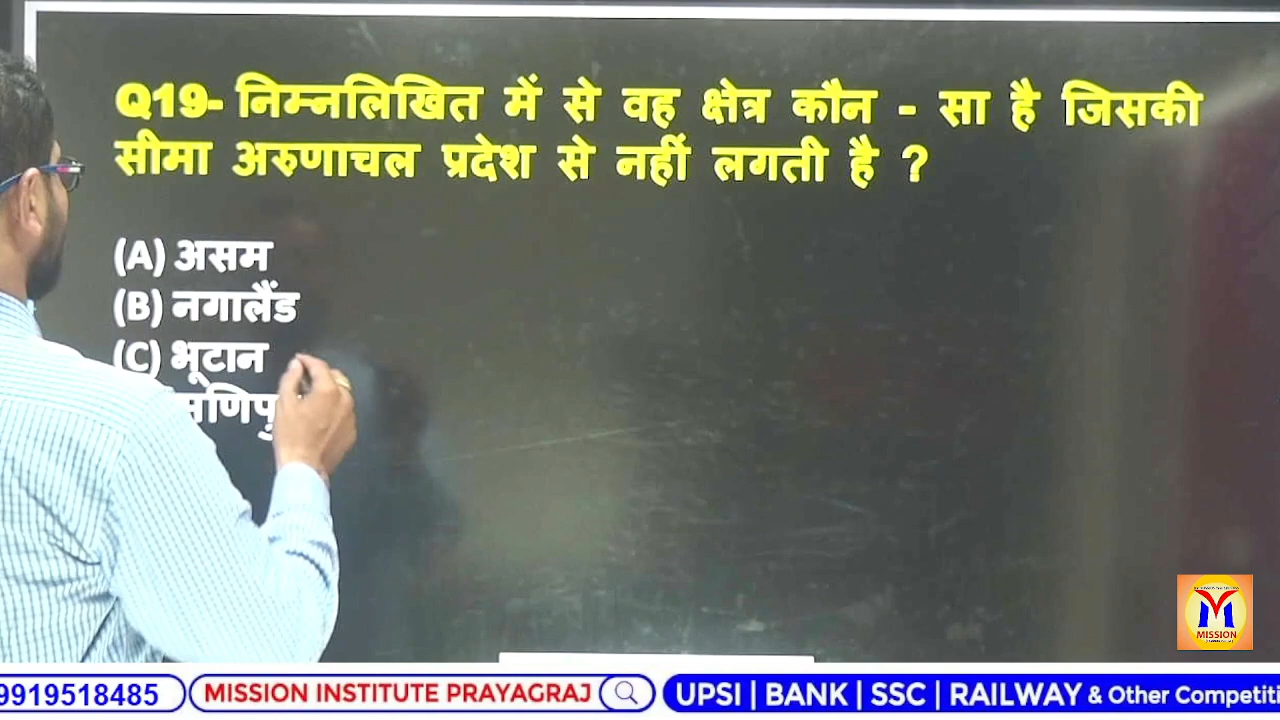 Q19- निम्नलिखित में से वह क्षेत्र कौन - सा है जिसकी
सीमा अरुणाचल प्रदेश से नहीं लगती है ?
(A) असम
(B) नगालैंड
(C) भूटान
9919518485
MISSION INSTITUTE PRAYAGRAJ
UPSI | BANK | SSC | RAILWAY & Other Competiti
MISSION